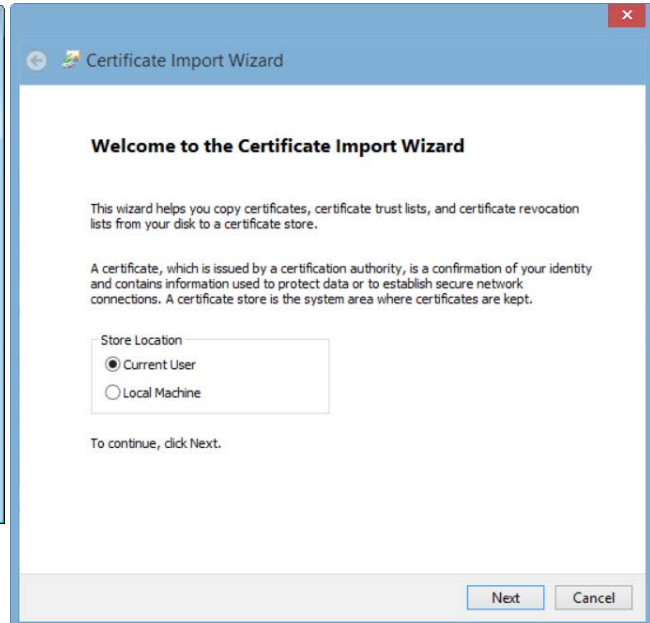 Certificate Import Wizard
Welcome to the Certificate Import Wizard
This wizard helps you copy certificates, certificate trust lists, and certificate revocation
lists from your disk to a certificate store.
A certificate, which is issued by a certification authority, is a confirmation of your identity
and contains information used to protect data or to establish secure network
connections. A certificate store is the system area where certificates are kept.
Store Location
Current User
Local Machine
To continue, click Next.
Next
Cancel